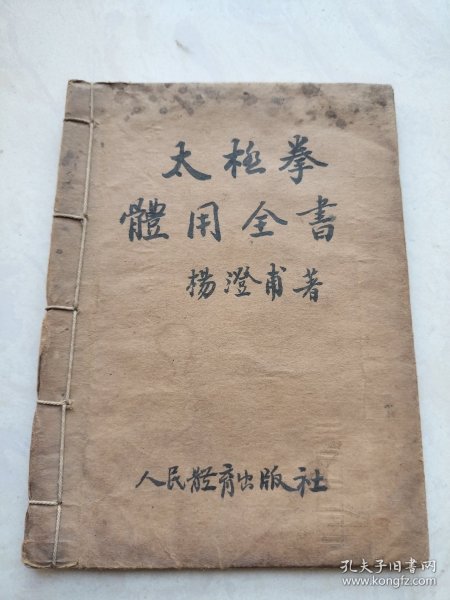 太极拳
體用全書
楊澄甫著
人民體育出版社
孔夫子旧书网
www.kongfz.com